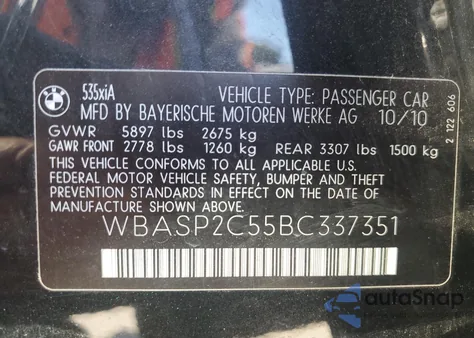 535xiA
VEHICLE TYPE: PASSENGER CAR
MFD BY BAYERISCHE MOTOREN WERKE AG 10/10
GVWR 5897 lbs 2675 kg
GAWR FRONT 2778 lbs 1260 kg REAR 3307 lbs 1500 kg
THIS VEHICLE CONFORMS TO ALL APPLICABLE U.S.
FEDERAL MOTOR VEHICLE SAFETY, BUMPER AND THEFT
PREVENTION STANDARDS IN EFFECT ON THE DATE
OF MANUFACTURE SHOWN ABOVE.
WBASP2C55BC337351
2 122 606
BMW
autoSnap